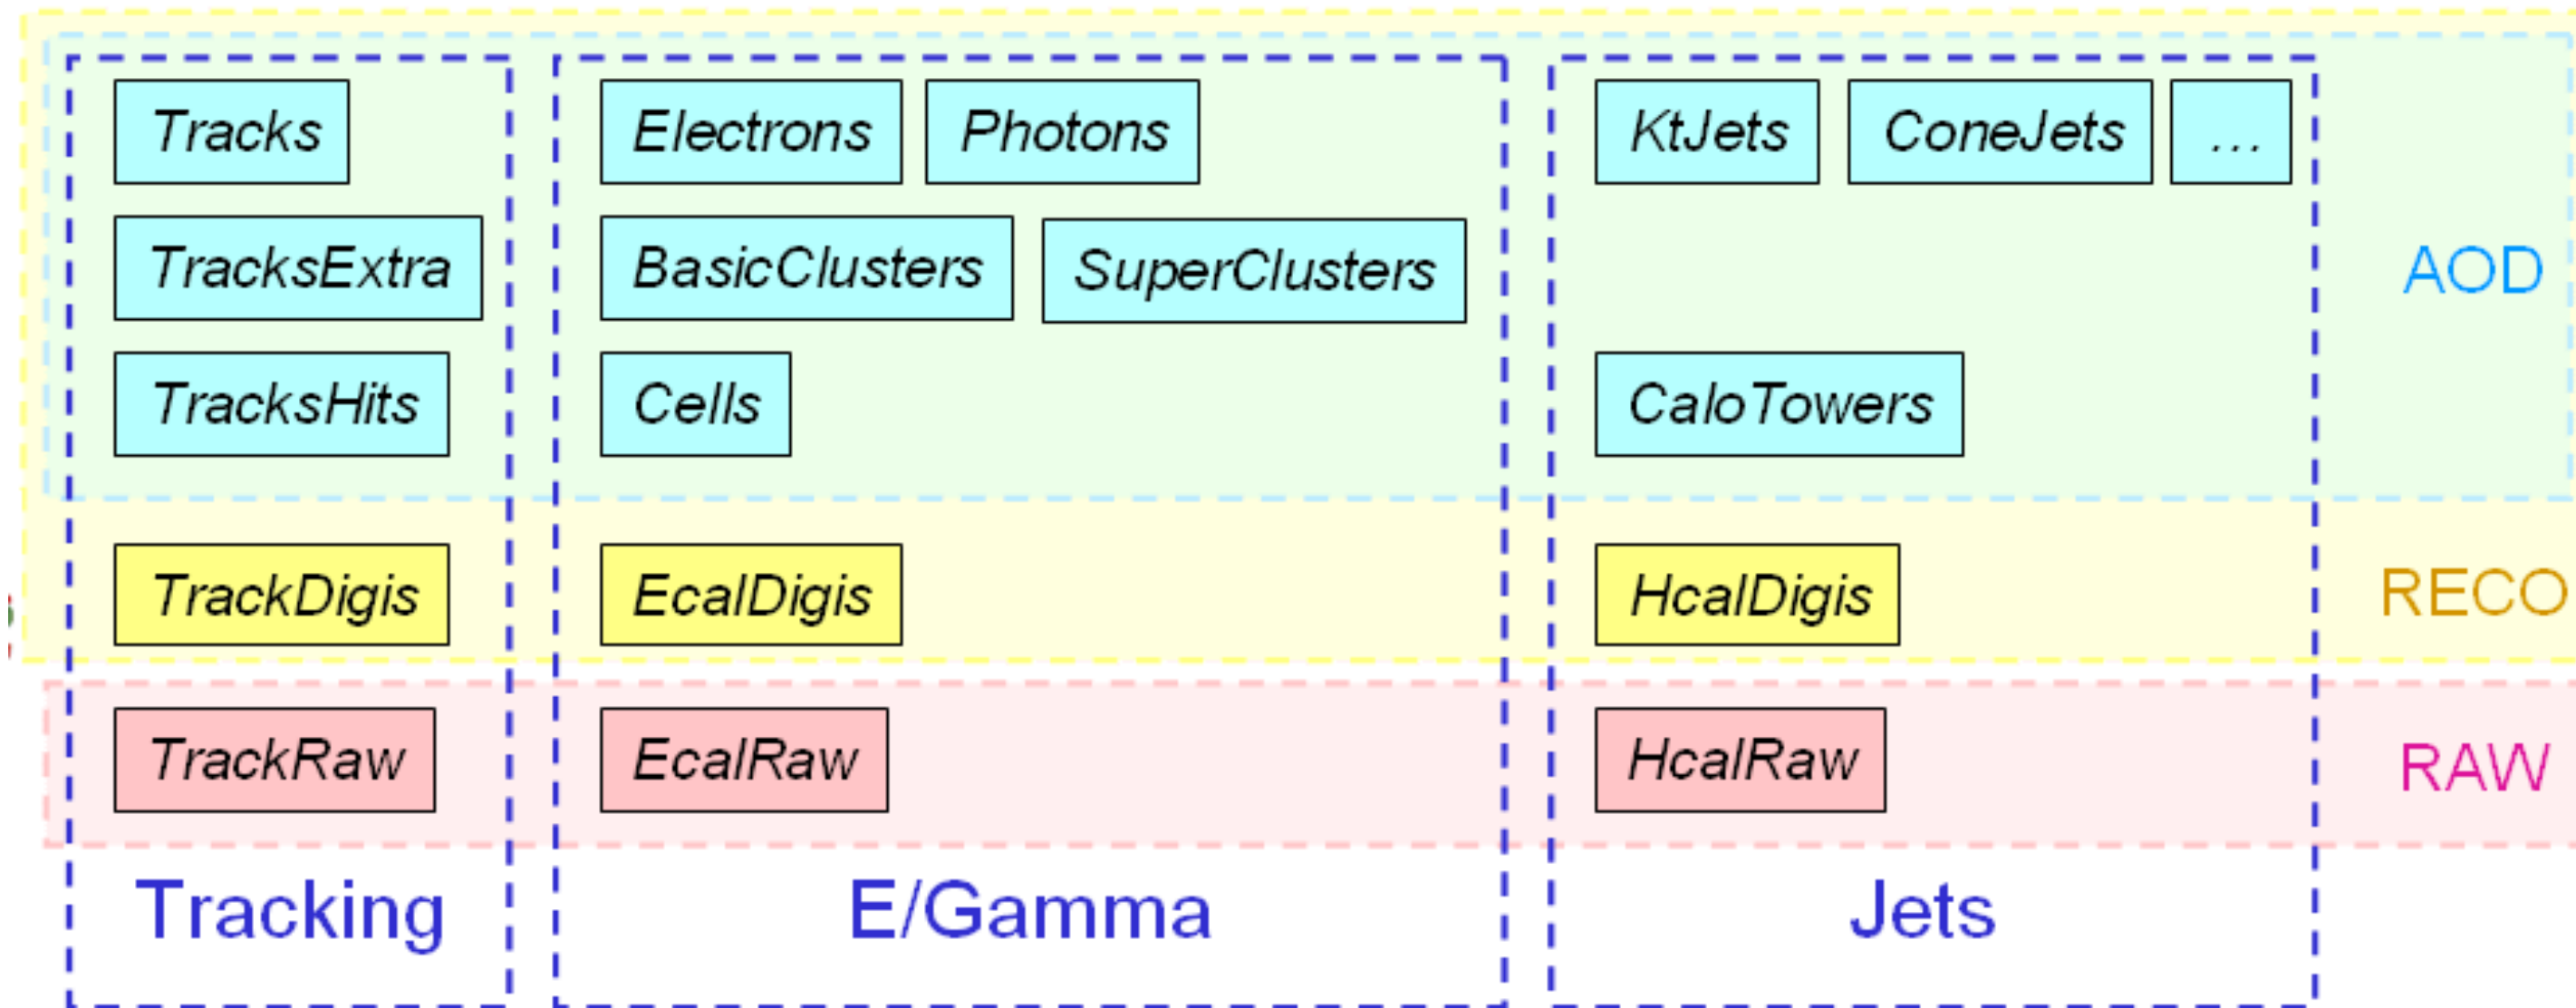 Tracks Electrons Photons KtJets ConeJets ...
TracksExtra BasicClusters SuperClusters AOD
TracksHits Cells CaloTowers
TrackDigis EcalDigis HcalDigis RECO
TrackRaw EcalRaw HcalRaw RAW
Tracking E/Gamma Jets